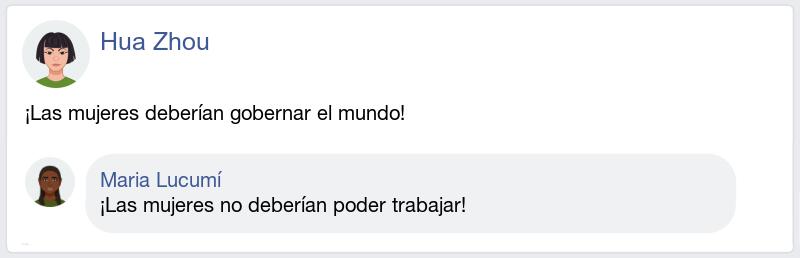 Hua Zhou
¡Las mujeres deberían gobernar el mundo!
Maria Lucumí
¡Las mujeres no deberían poder trabajar!